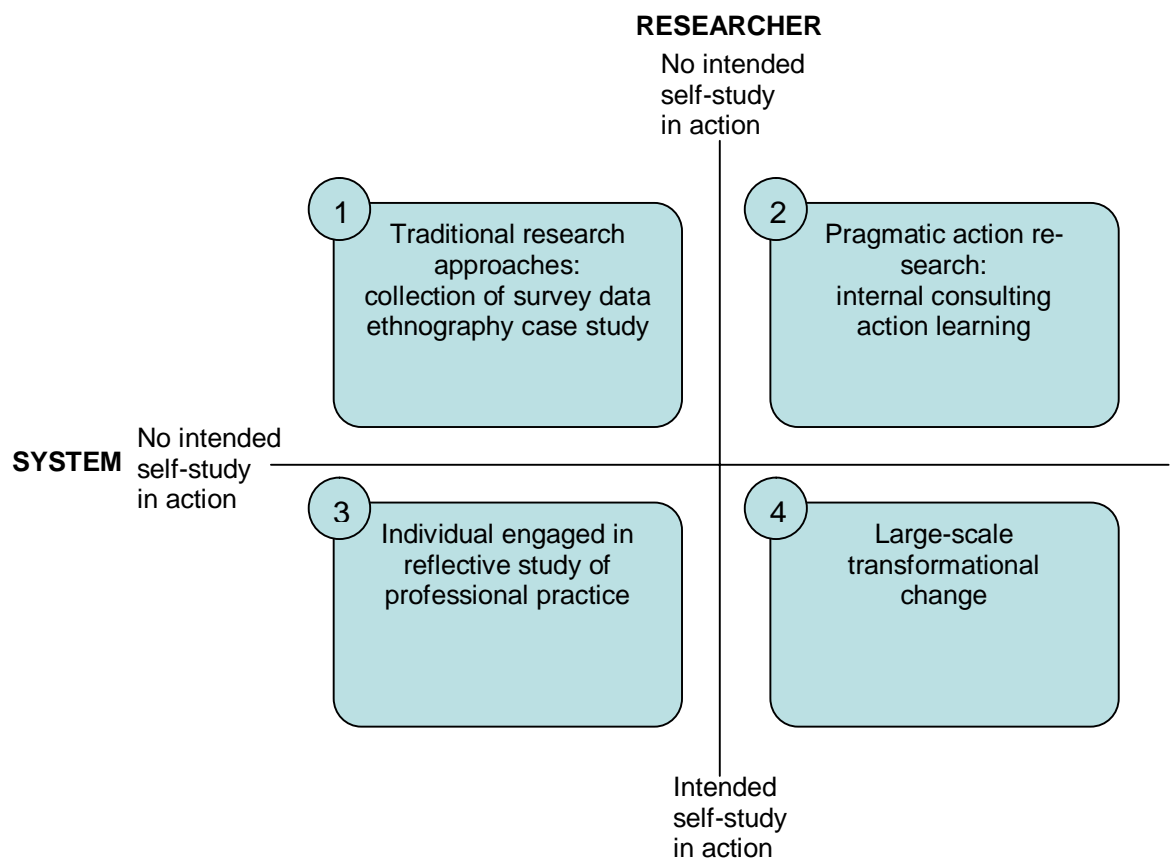 RESEARCHER
No intended
self-study
in action
1
Traditional research
approaches:
collection of survey data
ethnography case study
2
Pragmatic action re-
search:
internal consulting
action learning
SYSTEM
No intended
self-study
in action
3
Individual engaged in
reflective study of
professional practice
4
Large-scale
transformational
change
Intended
self-study
in action